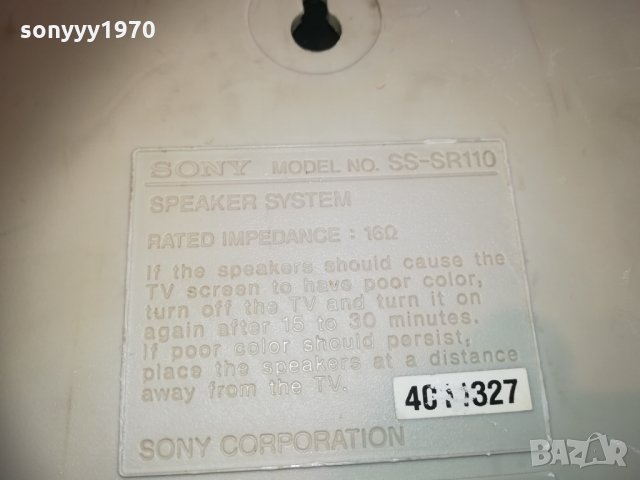 sonyyy1970
SONY MODEL NO. SS-SR110
SPEAKER SYSTEM
RATED IMPEDANCE : 16Ω
If the speakers should cause the
TV screen to have poor color,
turn off the TV and turn it on
again after 15 to 30 minutes.
If poor color should persist,
place the speakers at a distance
away from the TV.
SONY CORPORATION
BAZAR
bg